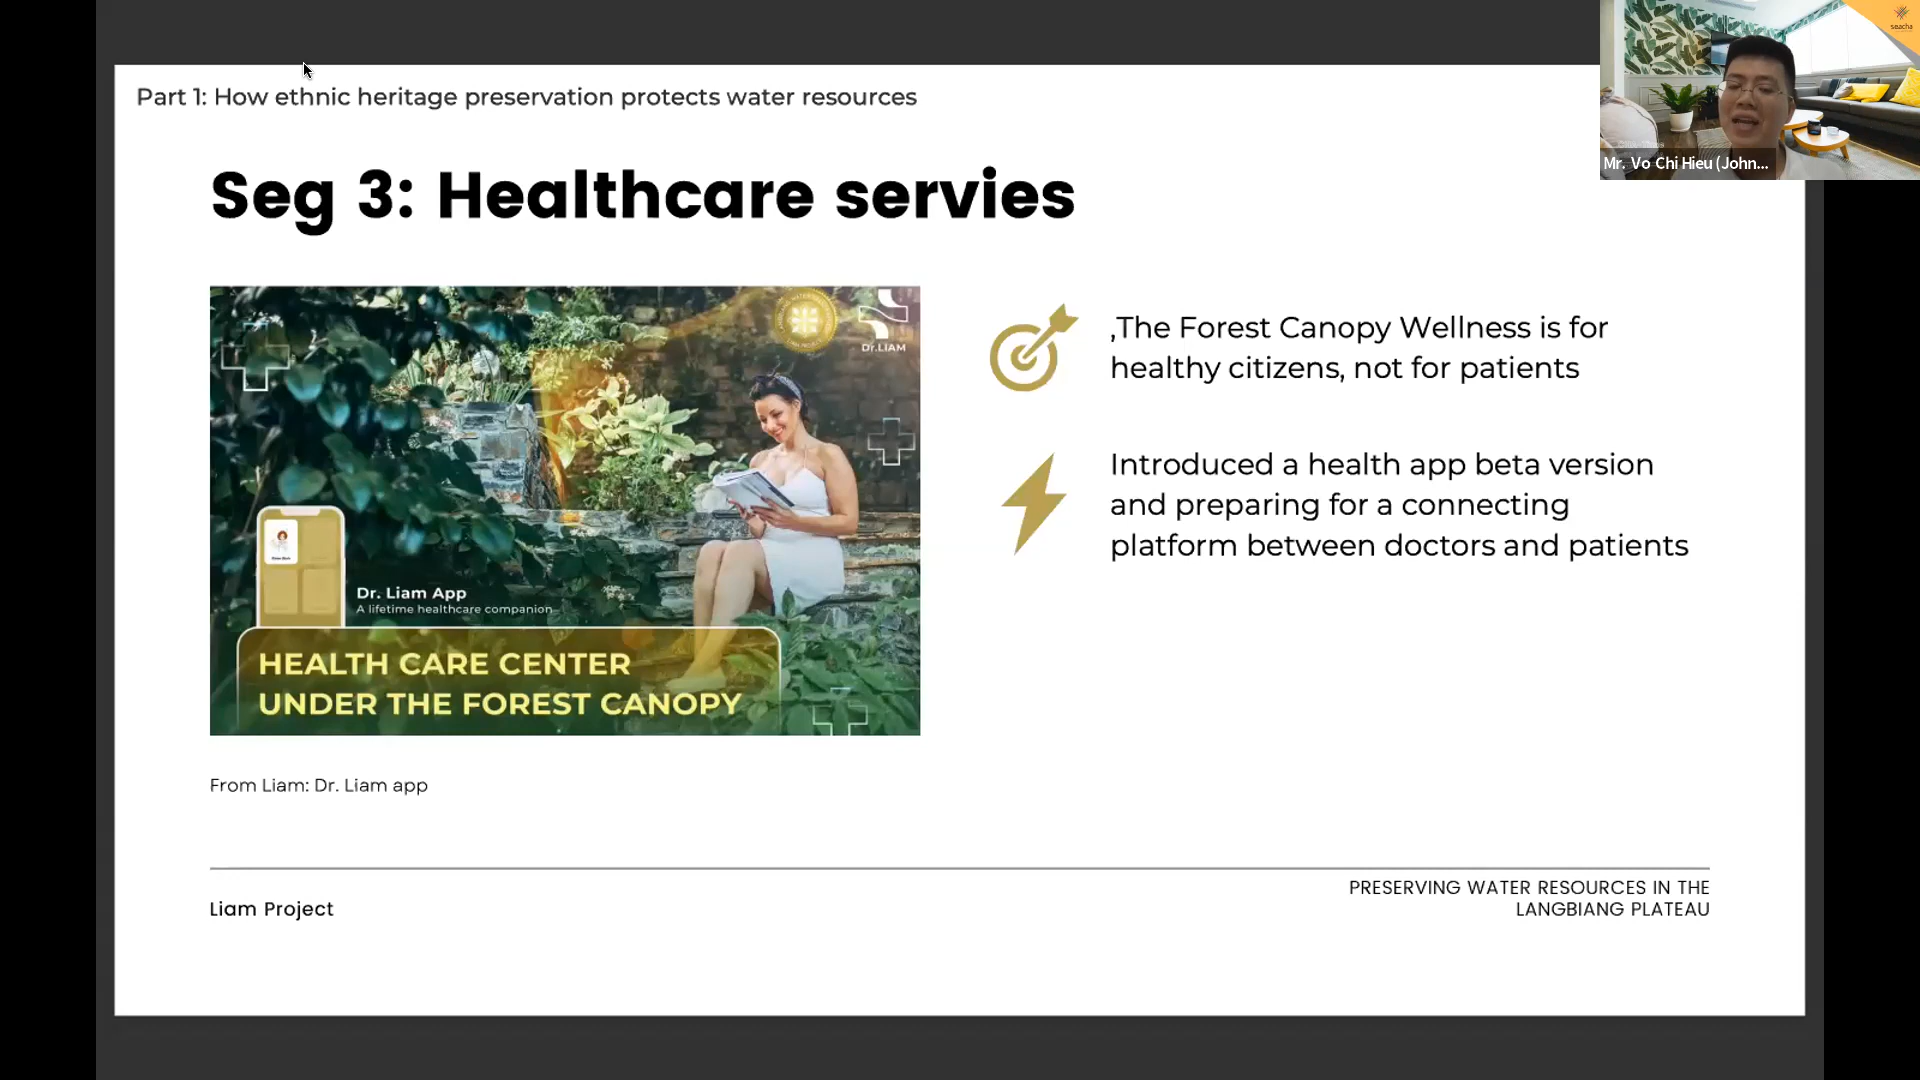 Part 1: How ethnic heritage preservation protects water resources
seacha
Mr. Vo Chi Hieu (John...
Seg 3: Healthcare servies
Dr.LIAM
Dr. Liam App
A lifetime healthcare companion
HEALTH CARE CENTER
UNDER THE FOREST CANOPY
,The Forest Canopy Wellness is for
healthy citizens, not for patients
Introduced a health app beta version
and preparing for a connecting
platform between doctors and patients
From Liam: Dr. Liam app
Liam Project
PRESERVING WATER RESOURCES IN THE
LANGBIANG PLATEAU